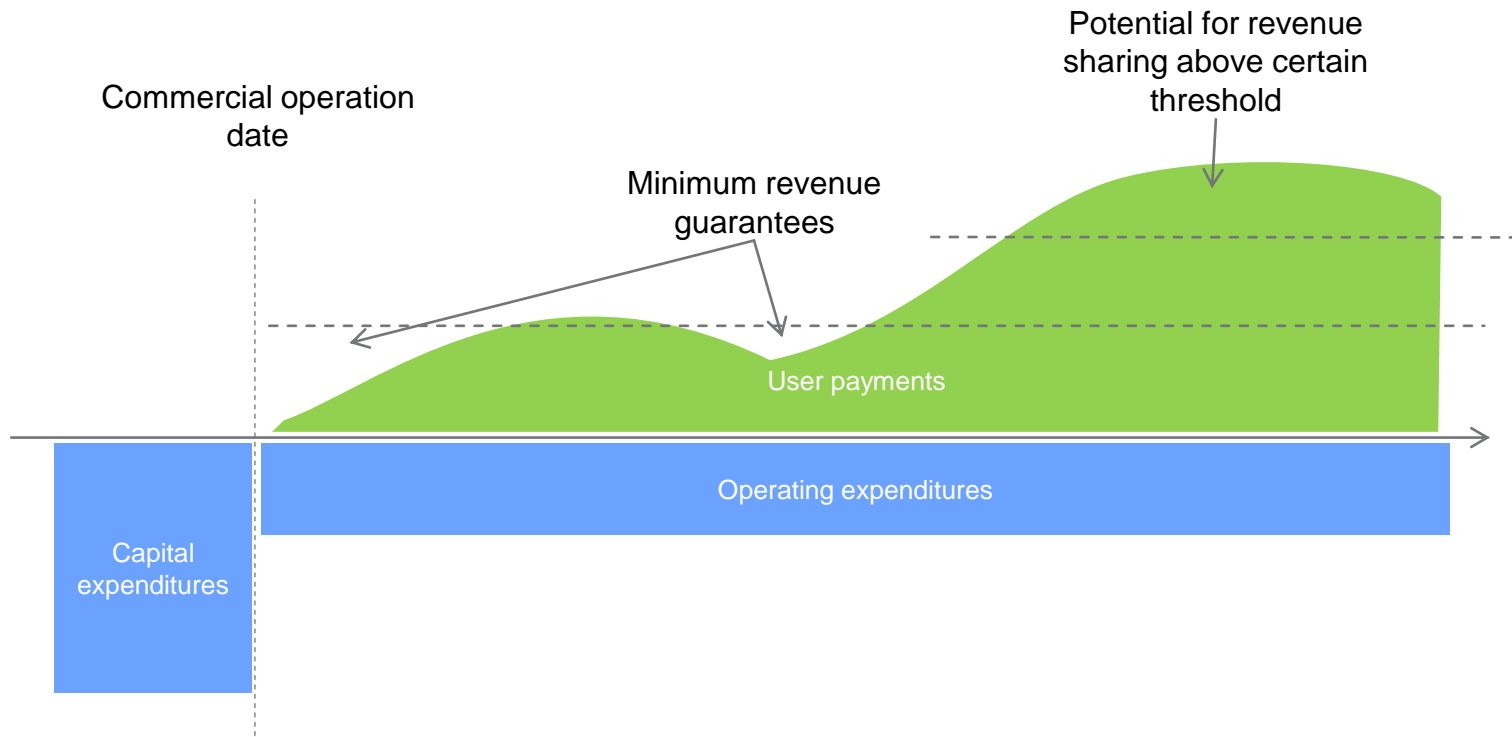 Potential for revenue
sharing above certain
threshold
Commercial operation
date
Minimum revenue
guarantees
User payments
Operating expenditures
Capital
expenditures